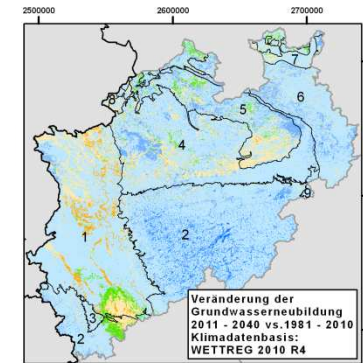 2500000 2600000 2700000
6
5
4
9
1
2
3
2
Veränderung der
Grundwasserneubildung
2011 - 2040 vs.1981 - 2010
Klimadatenbasis:
WETTREG 2010 R4